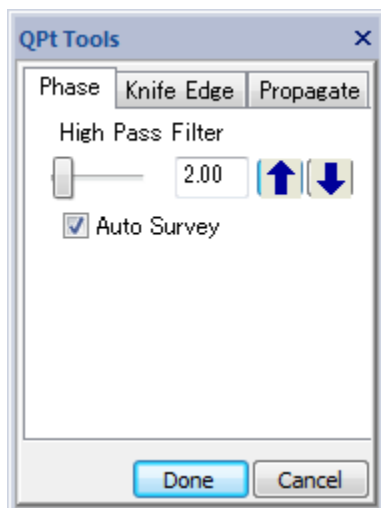 QPt Tools
Phase Knife Edge Propagate
High Pass Filter
2.00
Auto Survey
Done Cancel